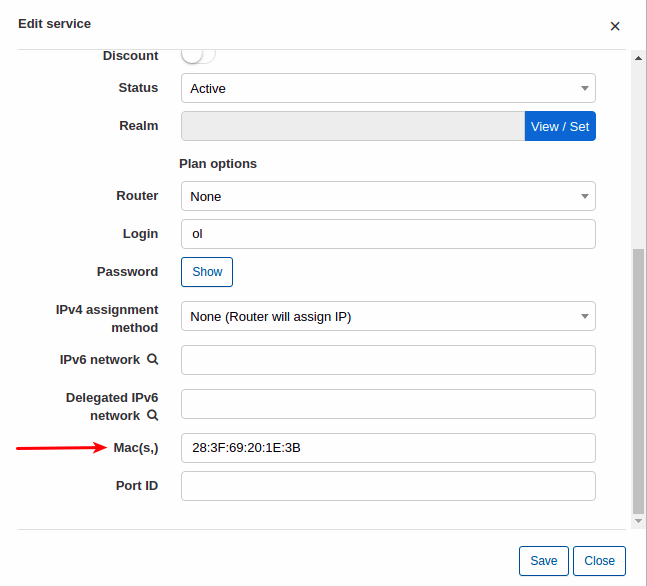 Edit service
×
Discount
Status Active
Realm View / Set
Plan options
Router None
Login ol
Password Show
IPv4 assignment
method
None (Router will assign IP)
IPv6 network
Delegated IPv6
network
Mac(s,) 28:3F:69:20:1E:3B
Port ID
Save Close